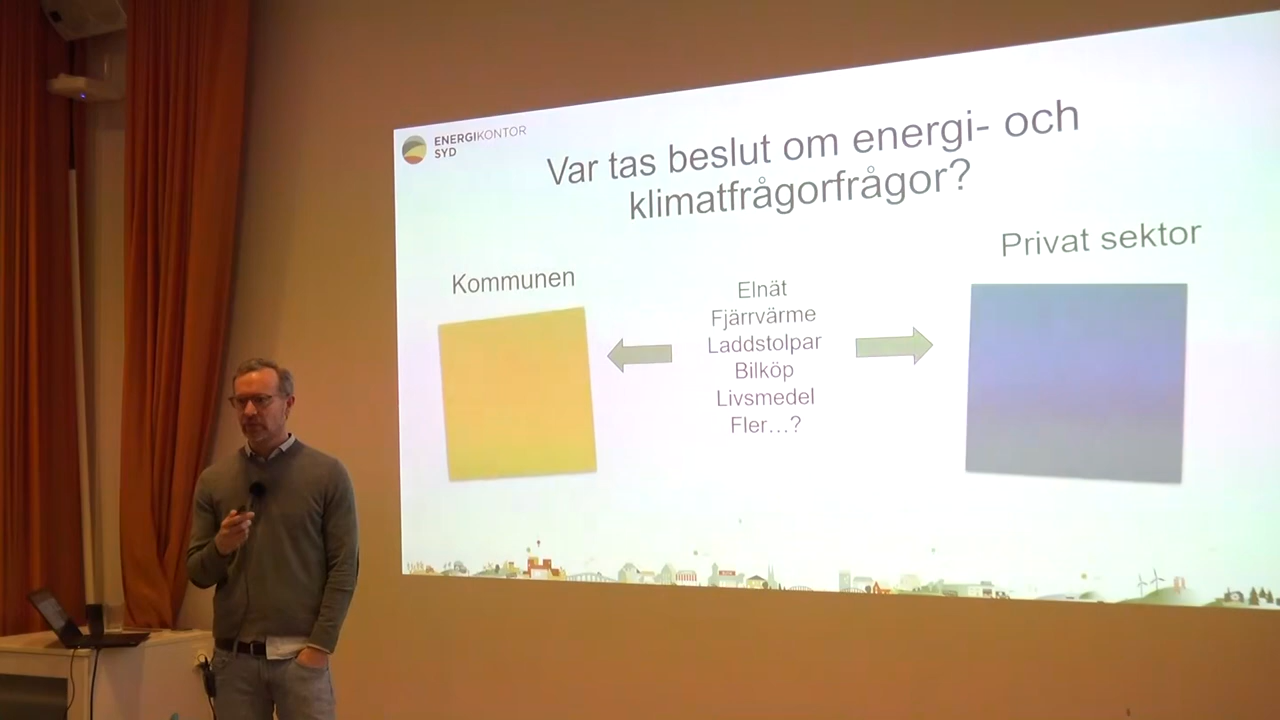 ENERGIKONTOR
SYD
Var tas beslut om energi- och
klimatfrågorfrågor?
Kommunen
Elnät
Fjärrvärme
Laddstolpar
Bilköp
Livsmedel
Fler…?
Privat sektor